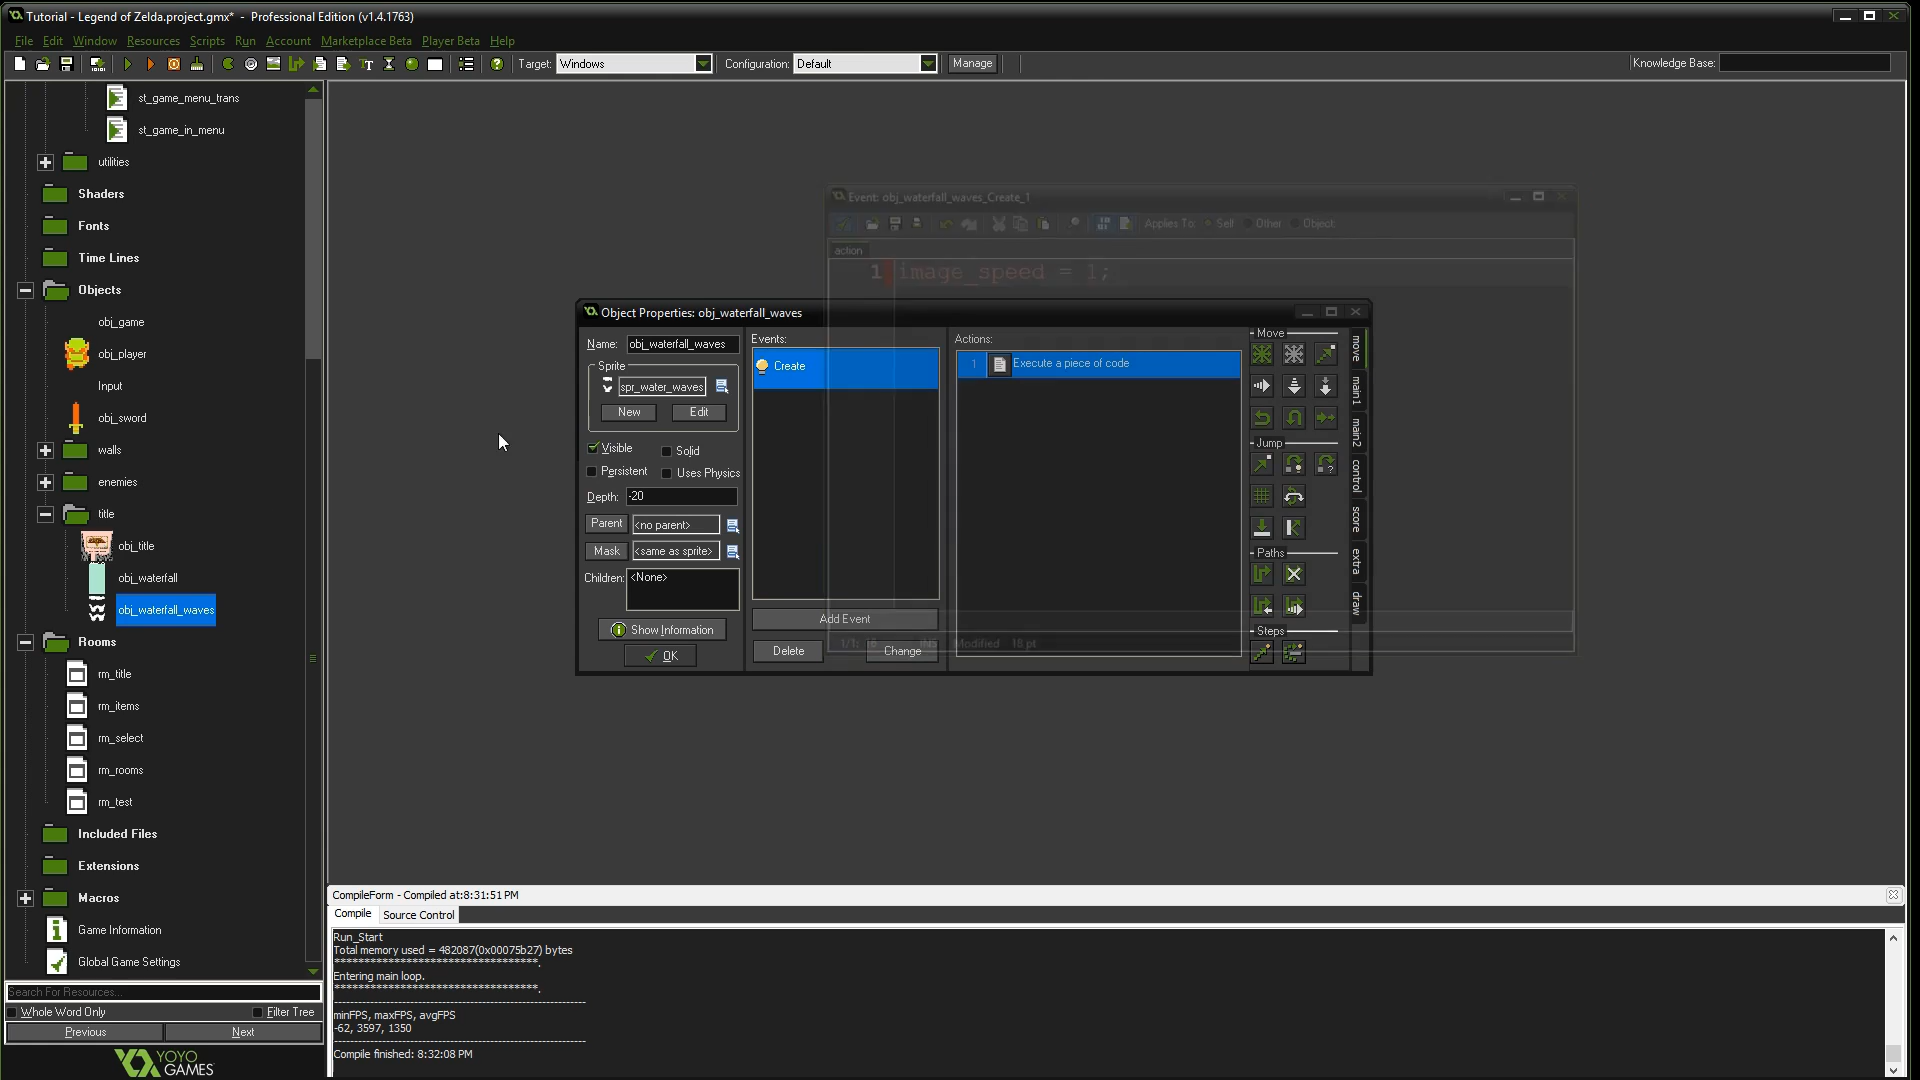 Tutorial - Legend of Zelda.project.gmx* - Professional Edition (v1.4.1763)
File Edit Window Resources Scripts Run Account Marketplace Beta Player Beta Help
Target: Windows Configuration: Default Manage Knowledge Base:
st_game_menu_trans
st_game_in_menu
utilities
Shaders
Fonts
Time Lines
Objects
obj_game
obj_player
Input
obj_sword
walls
enemies
title
obj_title
obj_waterfall
obj_waterfall_waves
Rooms
rm_title
rm_items
rm_select
rm_rooms
rm_test
Included Files
Extensions
Macros
Game Information
Global Game Settings
Search For Resources...
Whole Word Only Filter Tree
Previous Next
YOYO
GAMES
Event: obj_waterfall_waves_Create_1
Applies To: Self Other Object:
action
1 image_speed = 1;
1/1: 16 INS Modified 18 pt
Object Properties: obj_waterfall_waves
Name: obj_waterfall_waves
Sprite
spr_water_waves
New Edit
Visible Solid
Persistent Uses Physics
Depth: -20
Parent <no parent>
Mask <same as sprite>
Children: <None>
Show Information
OK
Events:
Create
Add Event
Delete Change
Actions:
1 Execute a piece of code
Move
Jump
Paths
Steps
move
main1
main2
control
score
extra
draw
CompileForm - Compiled at:8:31:51 PM
Compile Source Control
Run_Start
Total memory used = 482087(0x00075b27) bytes
***********************************.
Entering main loop.
***********************************.
--------------------------------------------------------------
minFPS, maxFPS, avgFPS
-62, 3597, 1350
--------------------------------------------------------------
Compile finished: 8:32:08 PM